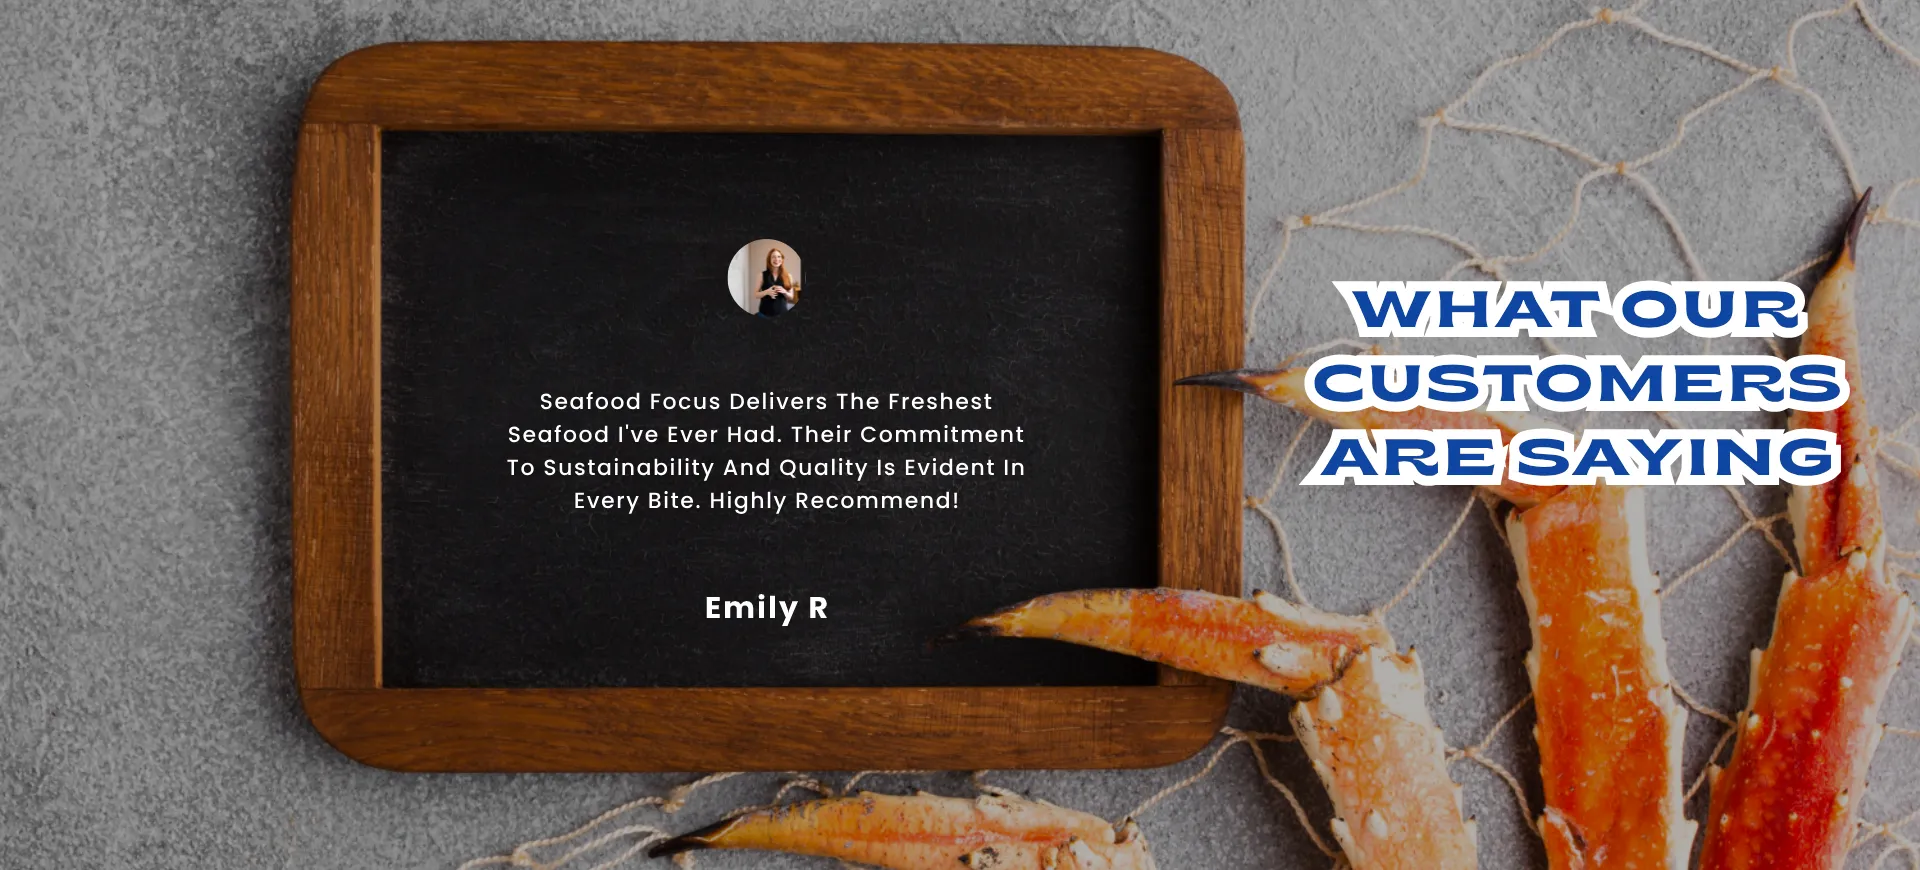 Seafood Focus Delivers The Freshest
Seafood I've Ever Had. Their Commitment
To Sustainability And Quality Is Evident In
Every Bite. Highly Recommend!
Emily R
WHAT OUR
CUSTOMERS
ARE SAYING